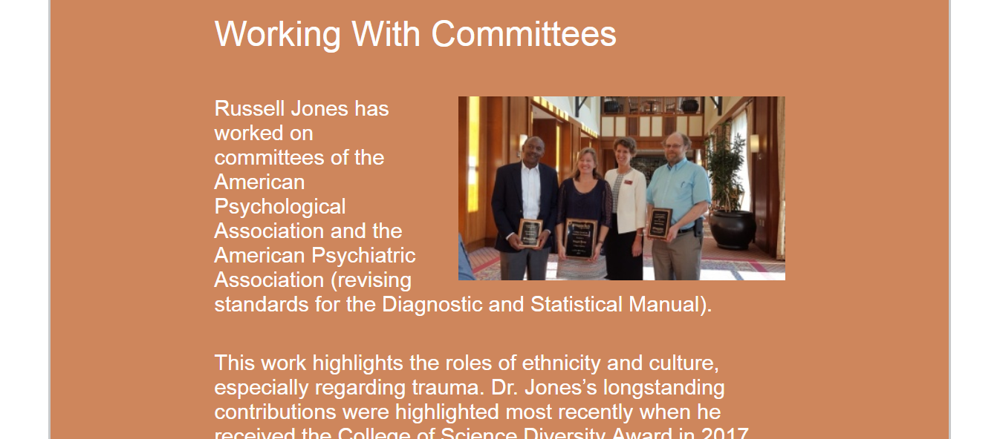 Working With Committees
Russell Jones has
worked on
committees of the
American
Psychological
Association and the
American Psychiatric
Association (revising
standards for the Diagnostic and Statistical Manual).
This work highlights the roles of ethnicity and culture,
especially regarding trauma. Dr. Jones’s longstanding
contributions were highlighted most recently when he
received the College of Science Diversity Award in 2017